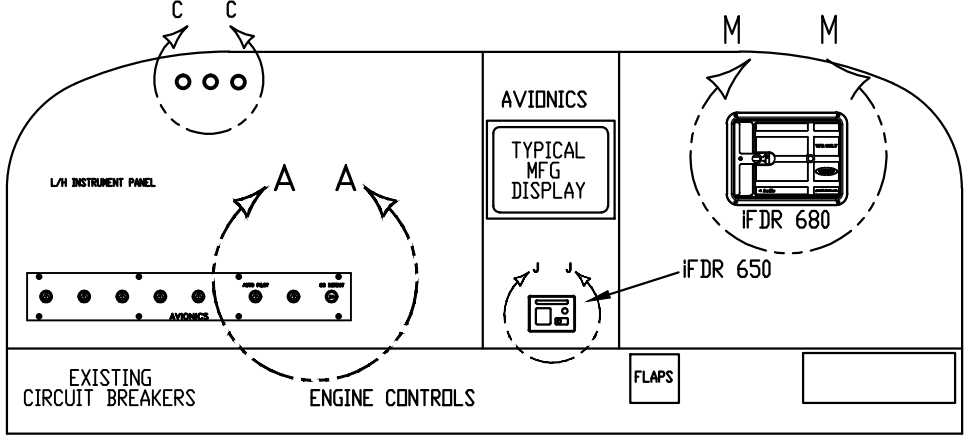 C C
M M
AVIONICS
TYPICAL
MFG
DISPLAY
L/H INSTRUMENT PANEL
A A
iFDR 680
J J
iFDR 650
AUTO PILOT
AVIONICS
EXISTING
CIRCUIT BREAKERS
ENGINE CONTROLS
FLAPS